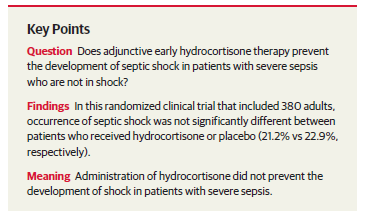 Key Points
Question Does adjunctive early hydrocortisone therapy prevent
the development of septic shock in patients with severe sepsis
who are not in shock?
Findings In this randomized clinical trial that included 380 adults,
occurrence of septic shock was not significantly different between
patients who received hydrocortisone or placebo (21.2% vs 22.9%,
respectively).
Meaning Administration of hydrocortisone did not prevent the
development of shock in patients with severe sepsis.